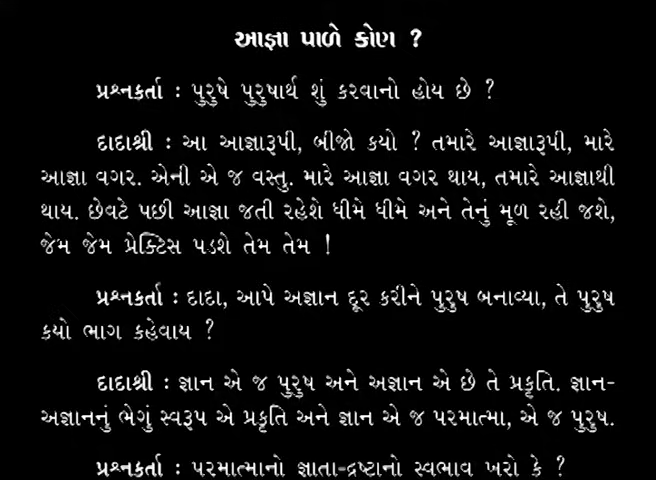 આજ્ઞા પાળે કોણ ?
પ્રશ્નકર્તા : પુરુષે પુરુષાર્થ શું કરવાનો હોય છે ?
દાદાશ્રી : આ આજ્ઞારૂપી, બીજો કયો ? તમારે આજ્ઞારૂપી, મારે
આજ્ઞા વગર. એની એ જ વસ્તુ. મારે આજ્ઞા વગર થાય, તમારે આજ્ઞાથી
થાય. છેવટે પછી આજ્ઞા જતી રહેશે ધીમે ધીમે અને તેનું મૂળ રહી જશે,
જેમ જેમ પ્રેક્ટિસ પડશે તેમ તેમ !
પ્રશ્નકર્તા : દાદા, આપે અજ્ઞાન દૂર કરીને પુરુષ બનાવ્યા, તે પુરુષ
કયો ભાગ કહેવાય ?
દાદાશ્રી : જ્ઞાન એ જ પુરુષ અને અજ્ઞાન એ છે તે પ્રકૃતિ. જ્ઞાન-
અજ્ઞાનનું ભેગું સ્વરૂપ એ પ્રકૃતિ અને જ્ઞાન એ જ પરમાત્મા, એ જ પુરુષ.
પ્રશ્નકર્તા : પરમાત્માનો જ્ઞાતા-દ્રષ્ટાનો સ્વભાવ ખરો કે ?